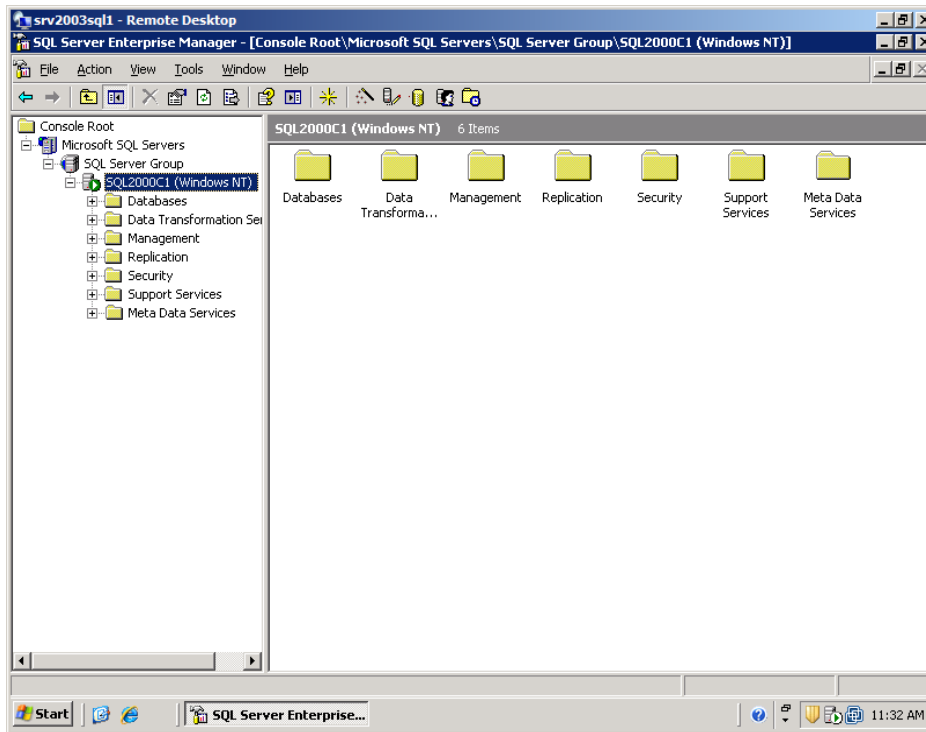 srv2003sql1 - Remote Desktop
SQL Server Enterprise Manager - [Console Root\Microsoft SQL Servers\SQL Server Group\SQL2000C1 (Windows NT)]
File Action View Tools Window Help
Console Root
Microsoft SQL Servers
SQL Server Group
SQL2000C1 (Windows NT)
Databases
Data Transformation Ser
Management
Replication
Security
Support Services
Meta Data Services
SQL2000C1 (Windows NT) 6 Items
Databases
Data
Transforma...
Management
Replication
Security
Support
Services
Meta Data
Services
Start
SQL Server Enterprise...
11:32 AM